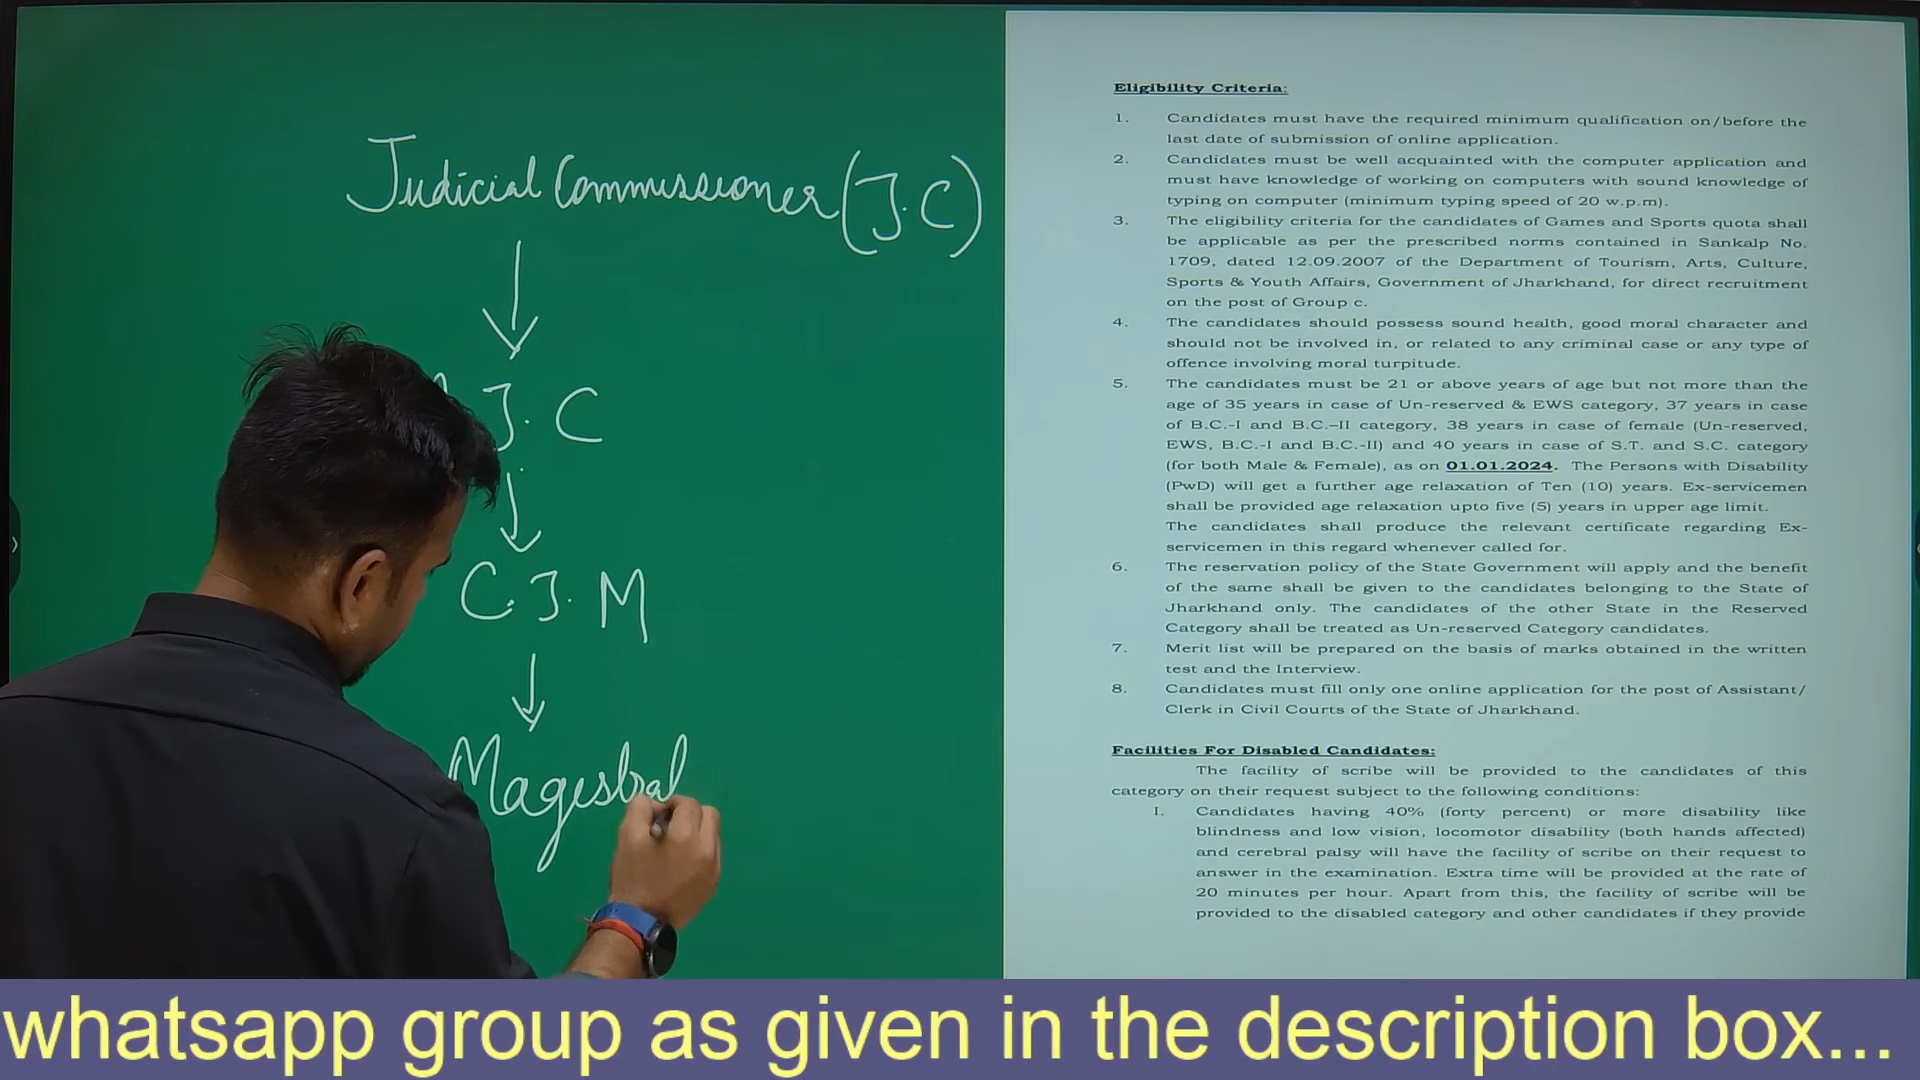 Judicial Commissioner (J.C)
J.C
C.J.M
Magestral
Eligibility Criteria:
1. Candidates must have the required minimum qualification on/before the
last date of submission of online application.
2. Candidates must be well acquainted with the computer application and
must have knowledge of working on computers with sound knowledge of
typing on computer (minimum typing speed of 20 w.p.m).
3. The eligibility criteria for the candidates of Games and Sports quota shall
be applicable as per the prescribed norms contained in Sankalp No.
1709, dated 12.09.2007 of the Department of Tourism, Arts, Culture,
Sports & Youth Affairs, Government of Jharkhand, for direct recruitment
on the post of Group c.
4. The candidates should possess sound health, good moral character and
should not be involved in, or related to any criminal case or any type of
offence involving moral turpitude.
5. The candidates must be 21 or above years of age but not more than the
age of 35 years in case of Un-reserved & EWS category, 37 years in case
of B.C.-I and B.C.–II category, 38 years in case of female (Un-reserved,
EWS, B.C.-I and B.C.-II) and 40 years in case of S.T. and S.C. category
(for both Male & Female), as on 01.01.2024. The Persons with Disability
(PwD) will get a further age relaxation of Ten (10) years. Ex-servicemen
shall be provided age relaxation upto five (5) years in upper age limit.
The candidates shall produce the relevant certificate regarding Ex-
servicemen in this regard whenever called for.
6. The reservation policy of the State Government will apply and the benefit
of the same shall be given to the candidates belonging to the State of
Jharkhand only. The candidates of the other State in the Reserved
Category shall be treated as Un-reserved Category candidates.
7. Merit list will be prepared on the basis of marks obtained in the written
test and the Interview.
8. Candidates must fill only one online application for the post of Assistant/
Clerk in Civil Courts of the State of Jharkhand.
Facilities For Disabled Candidates:
The facility of scribe will be provided to the candidates of this
category on their request subject to the following conditions:
I. Candidates having 40% (forty percent) or more disability like
blindness and low vision, locomotor disability (both hands affected)
and cerebral palsy will have the facility of scribe on their request to
answer in the examination. Extra time will be provided at the rate of
20 minutes per hour. Apart from this, the facility of scribe will be
provided to the disabled category and other candidates if they provide
whatsapp group as given in the description box...